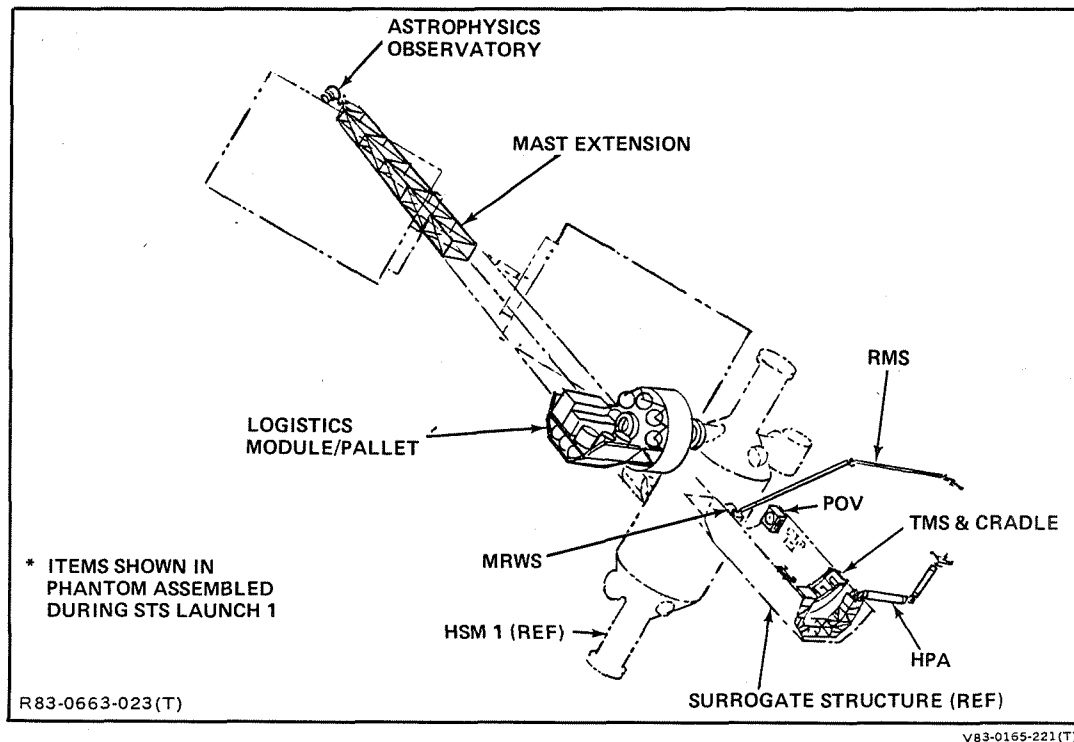 ASTROPHYSICS
OBSERVATORY
MAST EXTENSION
RMS
LOGISTICS
MODULE/PALLET
POV
TMS & CRADLE
MRWS
* ITEMS SHOWN IN
PHANTOM ASSEMBLED
DURING STS LAUNCH 1
HSM 1 (REF)
HPA
SURROGATE STRUCTURE (REF)
R83-0663-023(T)
V83-0165-221(T)